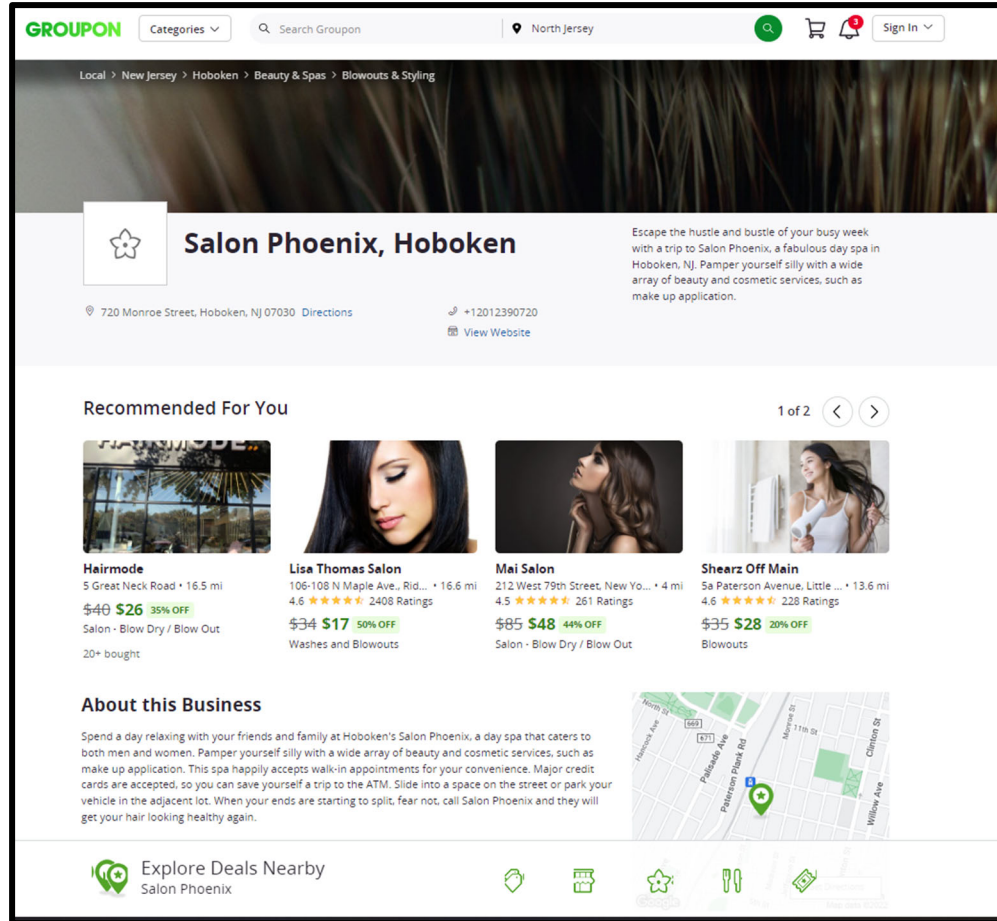 GROUPON
Categories
Search Groupon
North Jersey
3
Sign In
Local > New Jersey > Hoboken > Beauty & Spas > Blowouts & Styling
Salon Phoenix, Hoboken
Escape the hustle and bustle of your busy week
with a trip to Salon Phoenix, a fabulous day spa in
Hoboken, NJ. Pamper yourself silly with a wide
array of beauty and cosmetic services, such as
make up application.
720 Monroe Street, Hoboken, NJ 07030 Directions
+12012390720
View Website
Recommended For You
1 of 2
HAIRMODE
Hairmode
5 Great Neck Road • 16.5 mi
$40 $26 35% OFF
Salon - Blow Dry / Blow Out
20+ bought
Lisa Thomas Salon
106-108 N Maple Ave., Rid... • 16.6 mi
4.6 2408 Ratings
$34 $17 50% OFF
Washes and Blowouts
Mai Salon
212 West 79th Street, New Yo... • 4 mi
4.5 261 Ratings
$85 $48 44% OFF
Salon - Blow Dry / Blow Out
Shearz Off Main
5a Paterson Avenue, Little ... • 13.6 mi
4.6 228 Ratings
$35 $28 20% OFF
Blowouts
About this Business
Spend a day relaxing with your friends and family at Hoboken's Salon Phoenix, a day spa that caters to
both men and women. Pamper yourself silly with a wide array of beauty and cosmetic services, such as
make up application. This spa happily accepts walk-in appointments for your convenience. Major credit
cards are accepted, so you can save yourself a trip to the ATM. Slide into a space on the street or park your
vehicle in the adjacent lot. When your ends are starting to split, fear not, call Salon Phoenix and they will
get your hair looking healthy again.
North St
669
671
Hancock Ave
Palisade Ave
Paterson Plank Rd
Monroe St
11th St
Clinton St
Willow Ave
Google
Explore Deals Nearby
Salon Phoenix